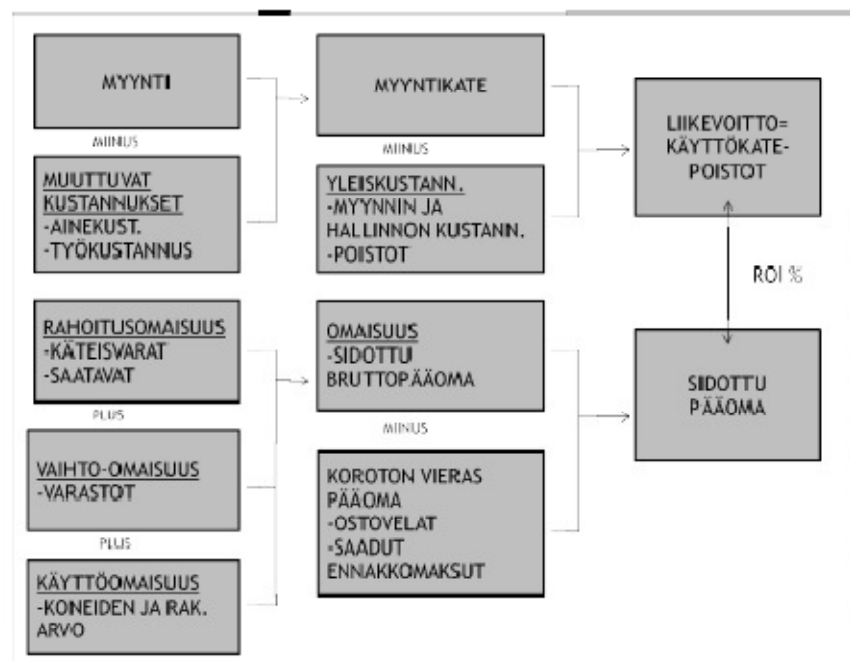 MYYNTI
MIINUS
MUUTTUVAT
KUSTANNUKSET
-AINEKUST.
-TYÖKUSTANNUS
MYYNTIKATE
MIINUS
YLEISKUSTANN.
-MYYNNIN JA
HALLINNON KUSTANN.
-POISTOT
LIIKEVOITTO=
KÄYTTÖKATE-
POISTOT
ROI %
RAHOITUSOMAISUUS
-KÄTEISVARAT
-SAATAVAT
PLUS
VAIHTO-OMAISUUS
-VARASTOT
PLUS
KÄYTTÖOMAISUUS
-KONEIDEN JA RAK.
ARVO
OMAISUUS
-SIDOTTU
BRUTTOPÄÄOMA
MIINUS
KOROTON VIERAS
PÄÄOMA
-OSTOVELAT
-SAADUT
ENNAKKOMAKSUT
SIDOTTU
PÄÄOMA